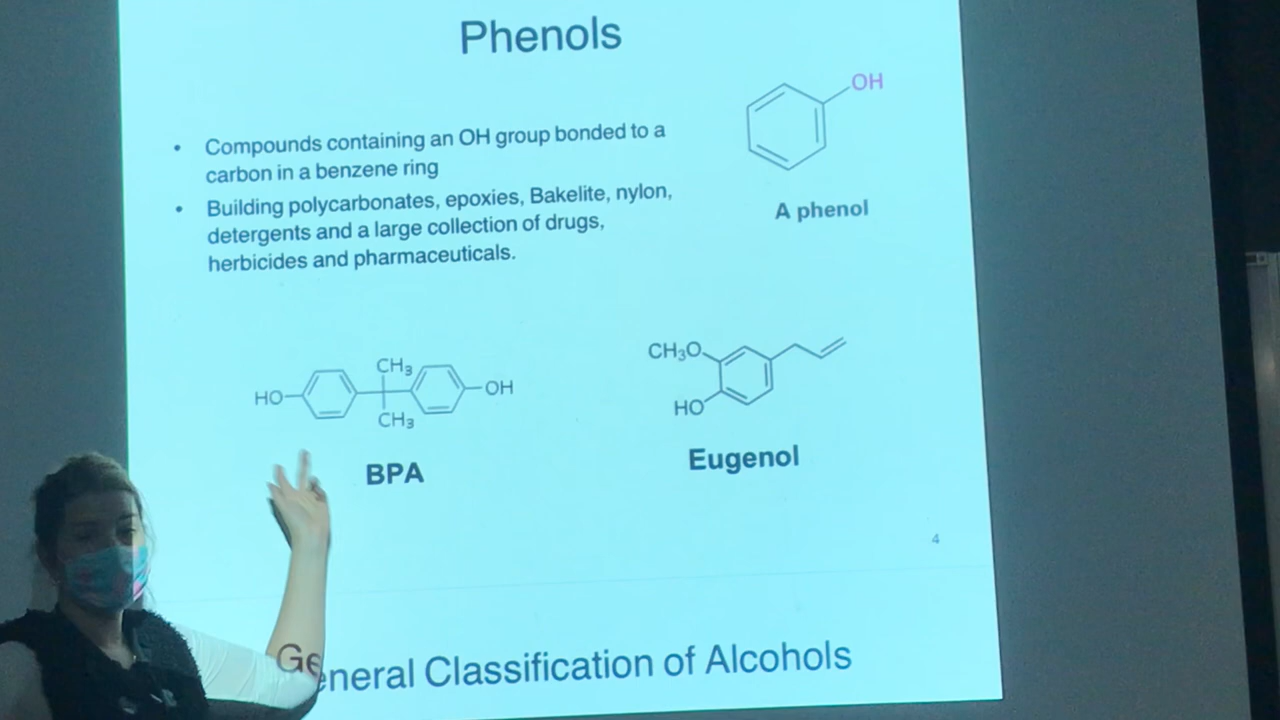 Phenols
OH
• Compounds containing an OH group bonded to a
carbon in a benzene ring
• Building polycarbonates, epoxies, Bakelite, nylon,
detergents and a large collection of drugs,
herbicides and pharmaceuticals.
A phenol
CH₃
HO
OH
CH₃
BPA
CH₃O
HO
Eugenol
4
General Classification of Alcohols